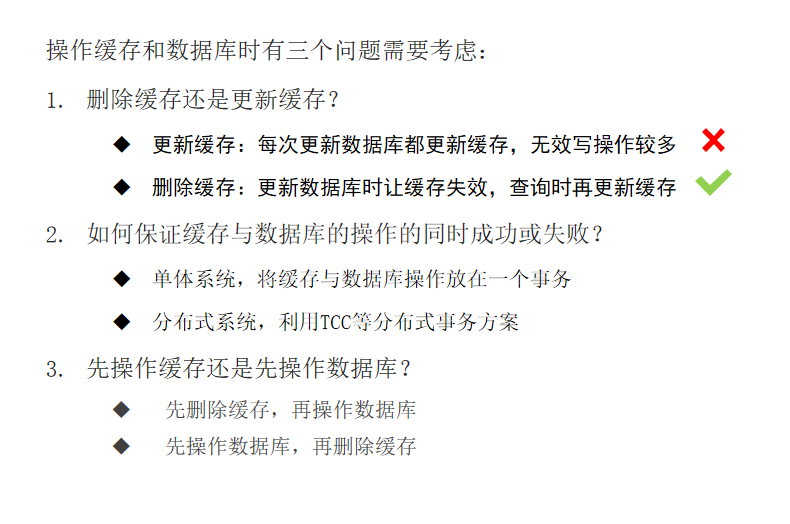 操作缓存和数据库时有三个问题需要考虑：
1. 删除缓存还是更新缓存？
◆ 更新缓存：每次更新数据库都更新缓存，无效写操作较多
◆ 删除缓存：更新数据库时让缓存失效，查询时再更新缓存
2. 如何保证缓存与数据库的操作的同时成功或失败？
◆ 单体系统，将缓存与数据库操作放在一个事务
◆ 分布式系统，利用TCC等分布式事务方案
3. 先操作缓存还是先操作数据库？
◆ 先删除缓存，再操作数据库
◆ 先操作数据库，再删除缓存